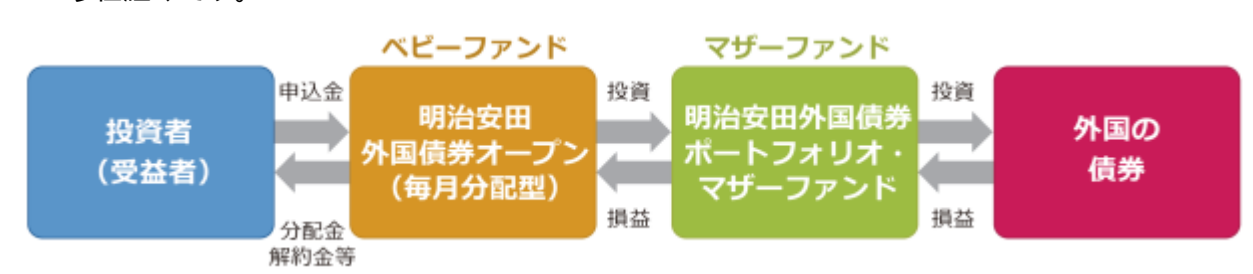 ベビーファンド
マザーファンド
投資者
(受益者)
申込金
分配金
解約金等
明治安田
外国債券オープン
(毎月分配型)
投資
損益
明治安田外国債券
ポートフォリオ・
マザーファンド
投資
損益
外国の
債券